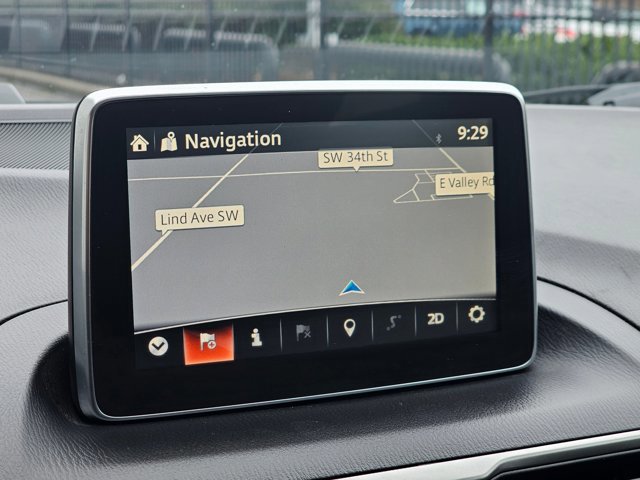 Navigation
9:29
SW 34th St
E Valley Rd
Lind Ave SW
2D